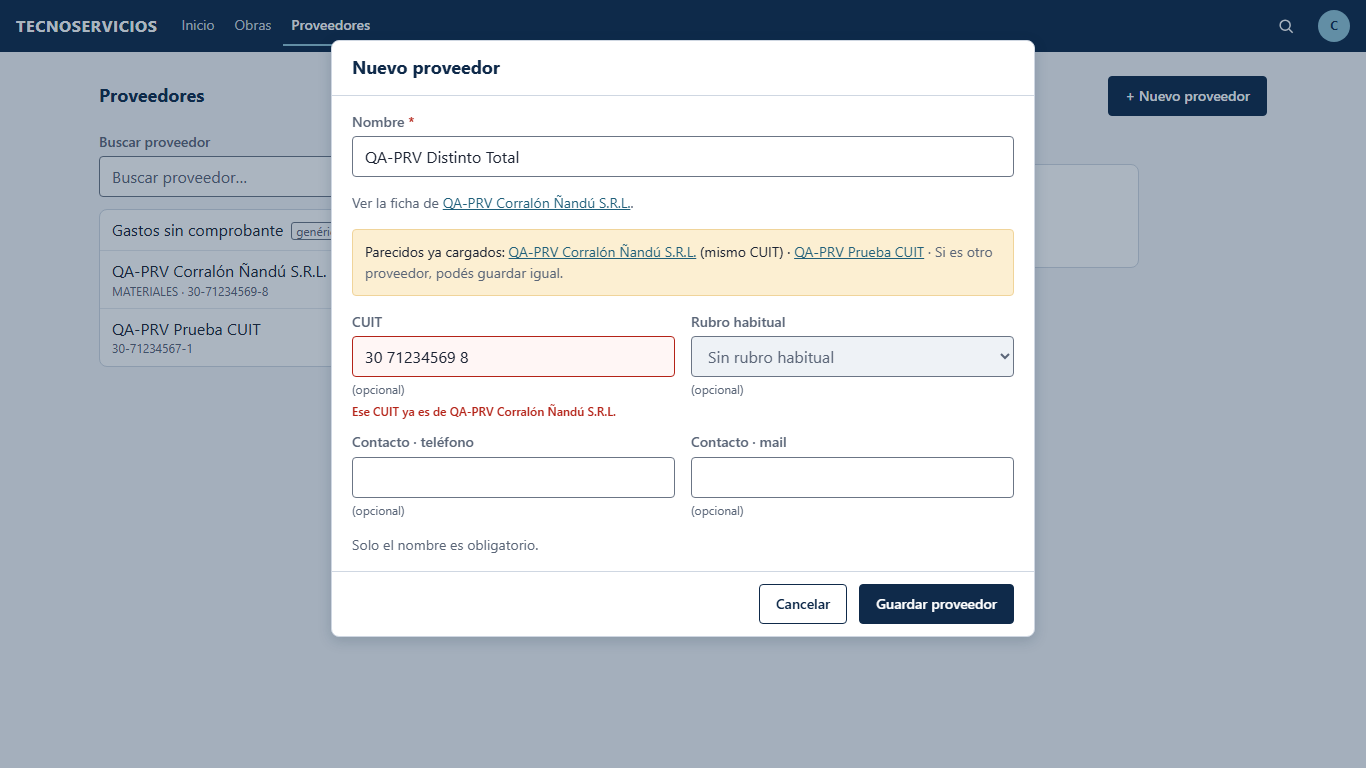 TECNOSERVICIOS Inicio Obras Proveedores C
Proveedores
+ Nuevo proveedor
Buscar proveedor
Buscar proveedor...
Gastos sin comprobante
QA-PRV Corralón Ñandú S.R.L.
MATERIALES · 30-71234569-8
QA-PRV Prueba CUIT
30-71234567-1
Nuevo proveedor
Nombre *
QA-PRV Distinto Total
Ver la ficha de QA-PRV Corralón Ñandú S.R.L..
Parecidos ya cargados: QA-PRV Corralón Ñandú S.R.L. (mismo CUIT) · QA-PRV Prueba CUIT · Si es otro
proveedor, podés guardar igual.
CUIT Rubro habitual
30 71234569 8 Sin rubro habitual
(opcional) (opcional)
Ese CUIT ya es de QA-PRV Corralón Ñandú S.R.L.
Contacto · teléfono Contacto · mail
(opcional) (opcional)
Solo el nombre es obligatorio.
Cancelar Guardar proveedor